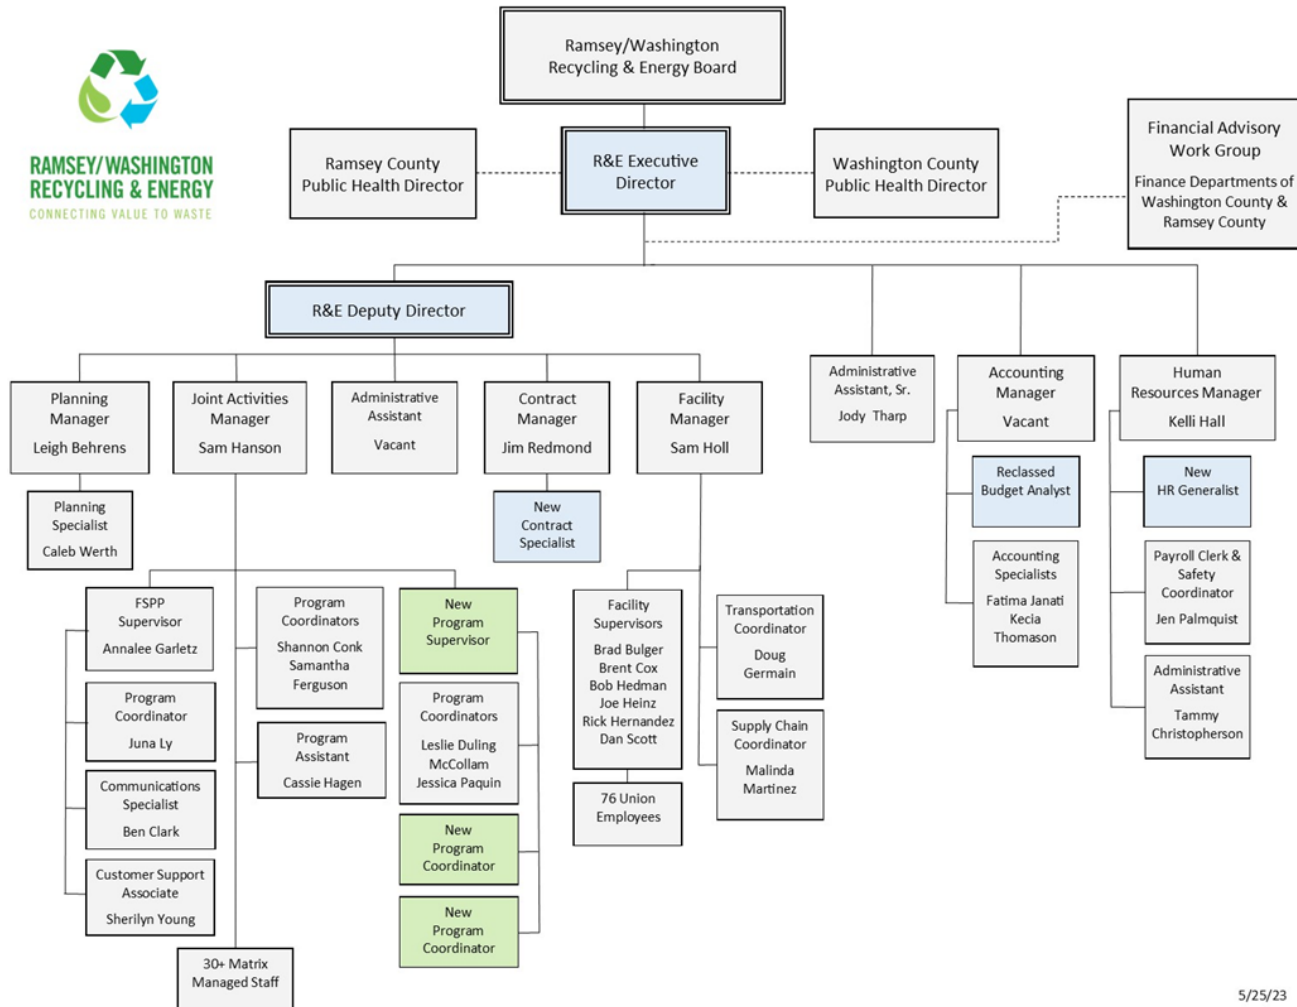 Ramsey/Washington
Recycling & Energy Board
RAMSEY/WASHINGTON
RECYCLING & ENERGY
CONNECTING VALUE TO WASTE
Ramsey County
Public Health Director
R&E Executive
Director
Washington County
Public Health Director
Financial Advisory
Work Group
Finance Departments of
Washington County &
Ramsey County
R&E Deputy Director
Planning
Manager
Leigh Behrens
Joint Activities
Manager
Sam Hanson
Administrative
Assistant
Vacant
Contract
Manager
Jim Redmond
Facility
Manager
Sam Holl
Administrative
Assistant, Sr.
Jody Tharp
Accounting
Manager
Vacant
Human
Resources Manager
Kelli Hall
Planning
Specialist
Caleb Werth
New
Contract
Specialist
Reclassed
Budget Analyst
New
HR Generalist
FSPP
Supervisor
Annalee Garletz
Program
Coordinators
Shannon Conk
Samantha
Ferguson
New
Program
Supervisor
Facility
Supervisors
Brad Bulger
Brent Cox
Bob Hedman
Joe Heinz
Rick Hernandez
Dan Scott
Transportation
Coordinator
Doug
Germain
Accounting
Specialists
Fatima Janati
Kecia
Thomason
Payroll Clerk &
Safety
Coordinator
Jen Palmquist
Program
Coordinator
Juna Ly
Program
Assistant
Cassie Hagen
Program
Coordinators
Leslie Duling
McCollam
Jessica Paquin
Supply Chain
Coordinator
Malinda
Martinez
Administrative
Assistant
Tammy
Christopherson
Communications
Specialist
Ben Clark
76 Union
Employees
New
Program
Coordinator
Customer Support
Associate
Sherilyn Young
New
Program
Coordinator
30+ Matrix
Managed Staff
5/25/23